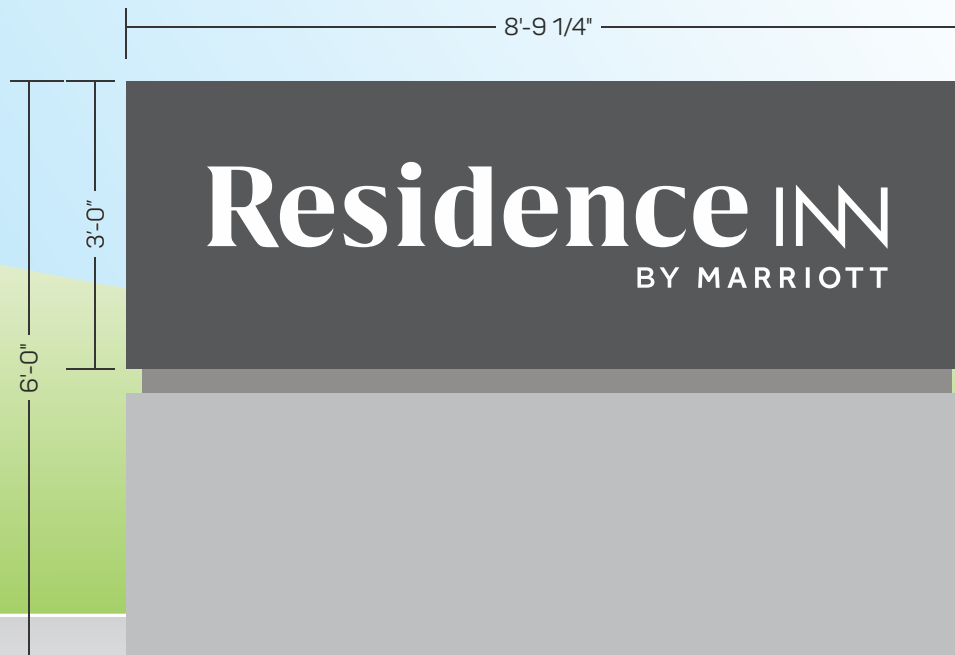 8'-9 1/4"
3'-0"
6'-0"
Residence INN
BY MARRIOTT